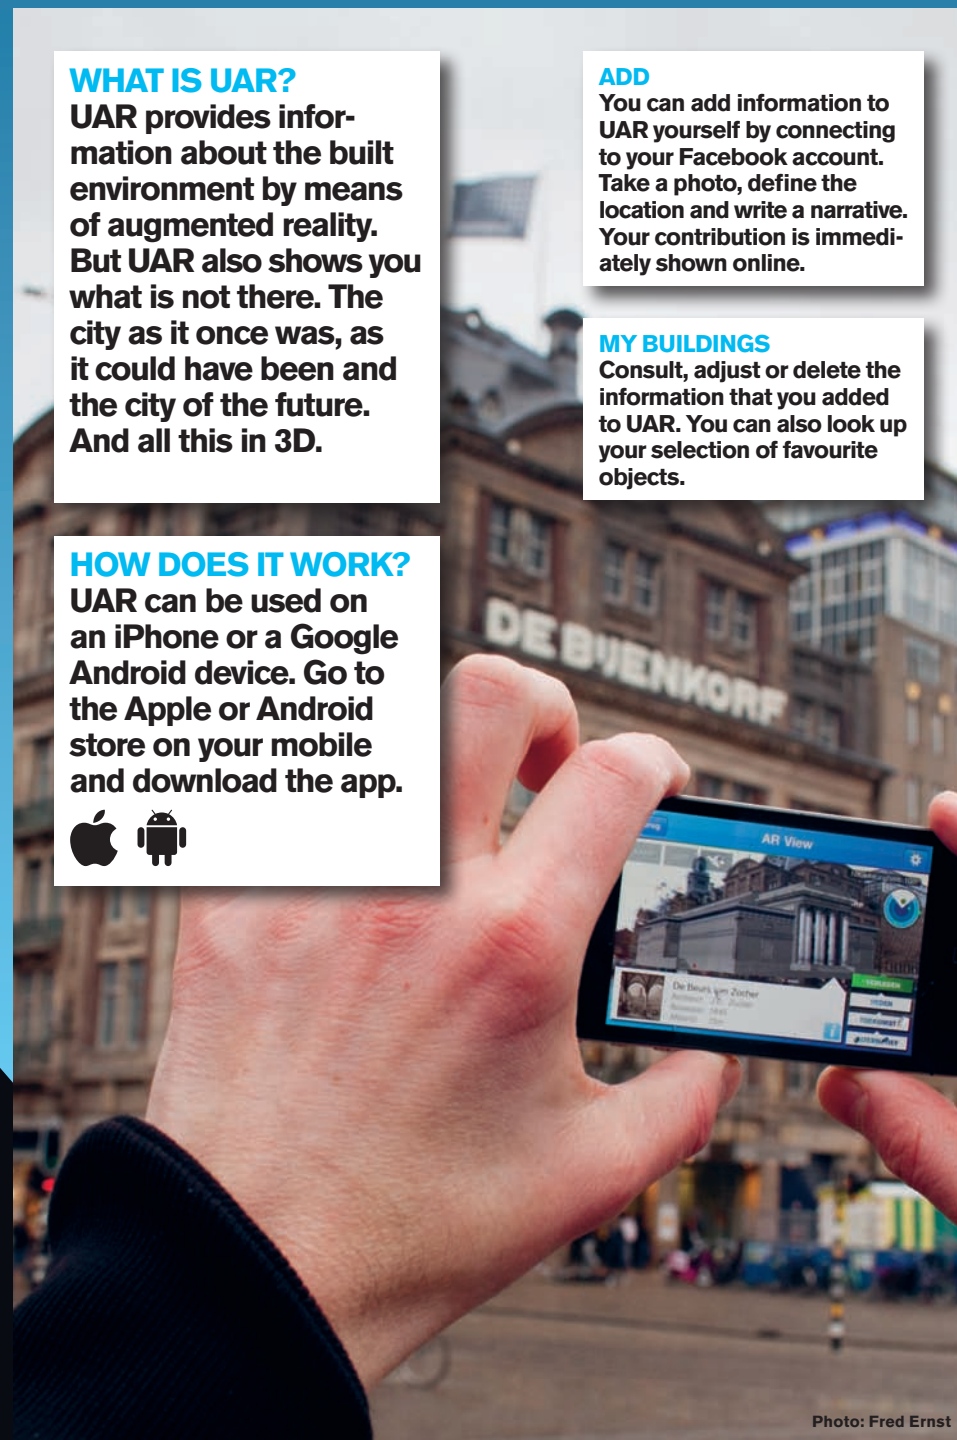 WHAT IS UAR?
UAR provides infor-
mation about the built
environment by means
of augmented reality.
But UAR also shows you
what is not there. The
city as it once was, as
it could have been and
the city of the future.
And all this in 3D.
HOW DOES IT WORK?
UAR can be used on
an iPhone or a Google
Android device. Go to
the Apple or Android
store on your mobile
and download the app.
ADD
You can add information to
UAR yourself by connecting
to your Facebook account.
Take a photo, define the
location and write a narrative.
Your contribution is immedi-
ately shown online.
MY BUILDINGS
Consult, adjust or delete the
information that you added
to UAR. You can also look up
your selection of favourite
objects.
DE BIJENKORF
AR View
De Beurs van Zocher
VERLEDEN
HEDEN
TOEKOMST
Photo: Fred Ernst